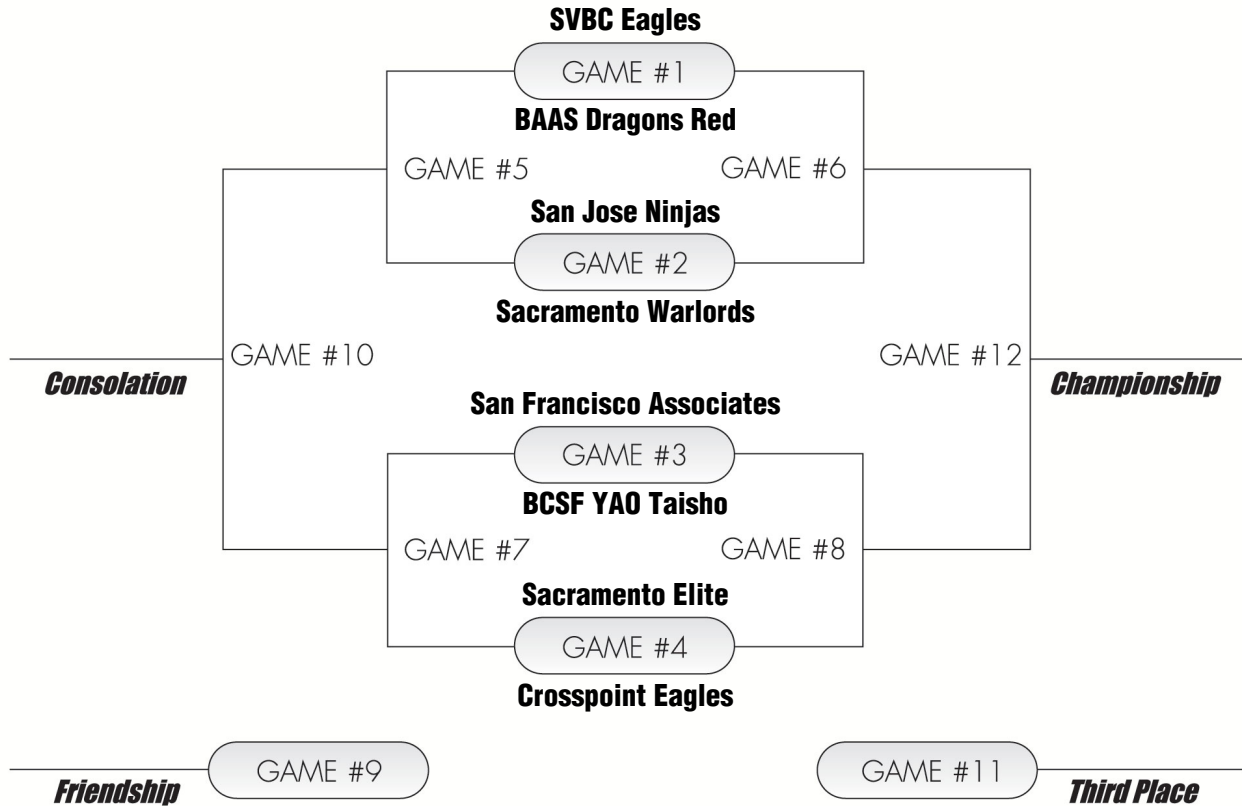 SVBC Eagles
GAME #1
BAAS Dragons Red
GAME #5
GAME #6
San Jose Ninjas
GAME #2
Sacramento Warlords
GAME #10
GAME #12
Consolation
Championship
San Francisco Associates
GAME #3
BCSF YAO Taisho
GAME #7
GAME #8
Sacramento Elite
GAME #4
Crosspoint Eagles
GAME #9
GAME #11
Friendship
Third Place